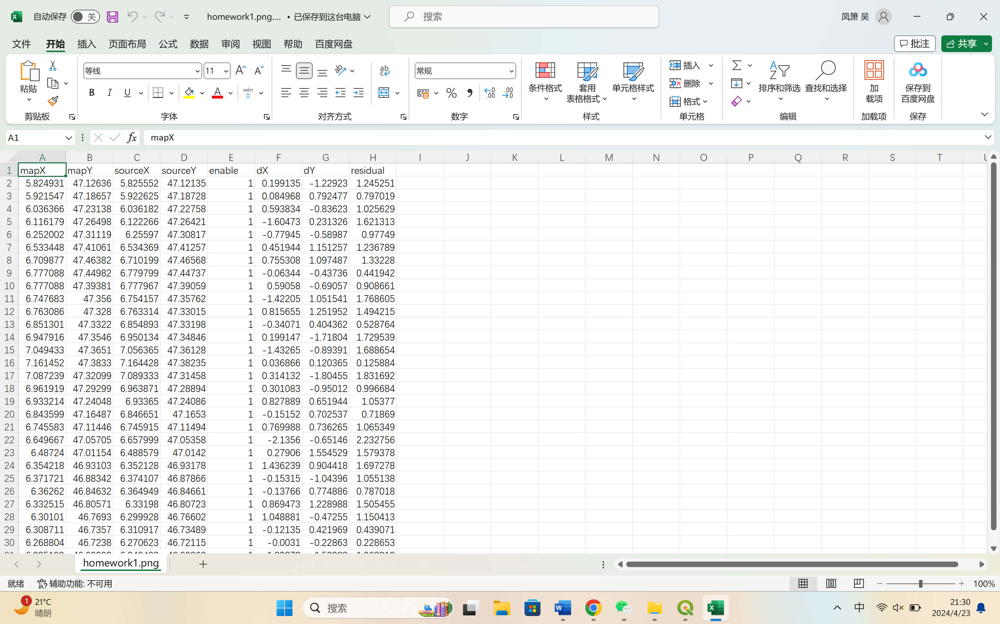 自动保存 关 homework1.png.... • 已保存到这台电脑 搜索 凤箫 吴
文件 开始 插入 页面布局 公式 数据 审阅 视图 帮助 百度网盘 批注 共享
粘贴 等线 11 常规 条件格式 套用 表格格式 单元格样式 插入 删除 格式 排序和筛选 查找和选择 加 载项 保存到 百度网盘
剪贴板 字体 对齐方式 数字 样式 单元格 编辑 加载项 保存
A1 fx mapX
A B C D E F G H I J K L M N O P Q R S T
1 mapX mapY sourceX sourceY enable dX dY residual
2 5.824931 47.12636 5.825552 47.12135 1 0.199135 -1.22923 1.245251
3 5.921547 47.18657 5.922625 47.18728 1 0.084968 0.792477 0.797019
4 6.036366 47.23138 6.036182 47.22758 1 0.593834 -0.83623 1.025629
5 6.116179 47.26498 6.122266 47.26421 1 -1.60473 0.231326 1.621313
6 6.252002 47.31119 6.25597 47.30817 1 -0.77945 -0.58987 0.97749
7 6.533448 47.41061 6.534369 47.41257 1 0.451944 1.151257 1.236789
8 6.709877 47.46382 6.710199 47.46568 1 0.755308 1.097487 1.33228
9 6.777088 47.44982 6.779799 47.44737 1 -0.06344 -0.43736 0.441942
10 6.777088 47.39381 6.777967 47.39059 1 0.59058 -0.69057 0.908661
11 6.747683 47.356 6.754157 47.35762 1 -1.42205 1.051541 1.768605
12 6.763086 47.328 6.763314 47.33015 1 0.815655 1.251952 1.494215
13 6.851301 47.3322 6.854893 47.33198 1 -0.34071 0.404362 0.528764
14 6.947916 47.3546 6.950134 47.34846 1 0.199147 -1.71804 1.729539
15 7.049433 47.3651 7.056365 47.36128 1 -1.43265 -0.89391 1.688654
16 7.161452 47.3833 7.164428 47.38235 1 0.036866 0.120365 0.125884
17 7.087239 47.32099 7.089333 47.31458 1 0.314132 -1.80455 1.831692
18 6.961919 47.29299 6.963871 47.28894 1 0.301083 -0.95012 0.996684
19 6.933214 47.24048 6.93365 47.24086 1 0.827889 0.651944 1.05377
20 6.843599 47.16487 6.846651 47.1653 1 -0.15152 0.702537 0.71869
21 6.745583 47.11446 6.745915 47.11494 1 0.769988 0.736265 1.065349
22 6.649667 47.05705 6.657999 47.05358 1 -2.1356 -0.65146 2.232756
23 6.48724 47.01154 6.488579 47.0142 1 0.27906 1.554529 1.579378
24 6.354218 46.93103 6.352128 46.93178 1 1.436239 0.904418 1.697278
25 6.371721 46.88342 6.374107 46.87866 1 -0.15315 -1.04396 1.055138
26 6.36262 46.84632 6.364949 46.84661 1 -0.13766 0.774886 0.787018
27 6.332515 46.80571 6.33198 46.80723 1 0.869473 1.228988 1.505455
28 6.30101 46.7693 6.299928 46.76602 1 1.048881 -0.47255 1.150413
29 6.308711 46.7357 6.310917 46.73489 1 -0.12135 0.421969 0.439071
30 6.268804 46.7238 6.270623 46.72115 1 -0.0031 -0.22863 0.228653
homework1.png
就绪 辅助功能: 不可用 100%
1 21°C 晴朗 搜索 中 21:30 2024/4/23